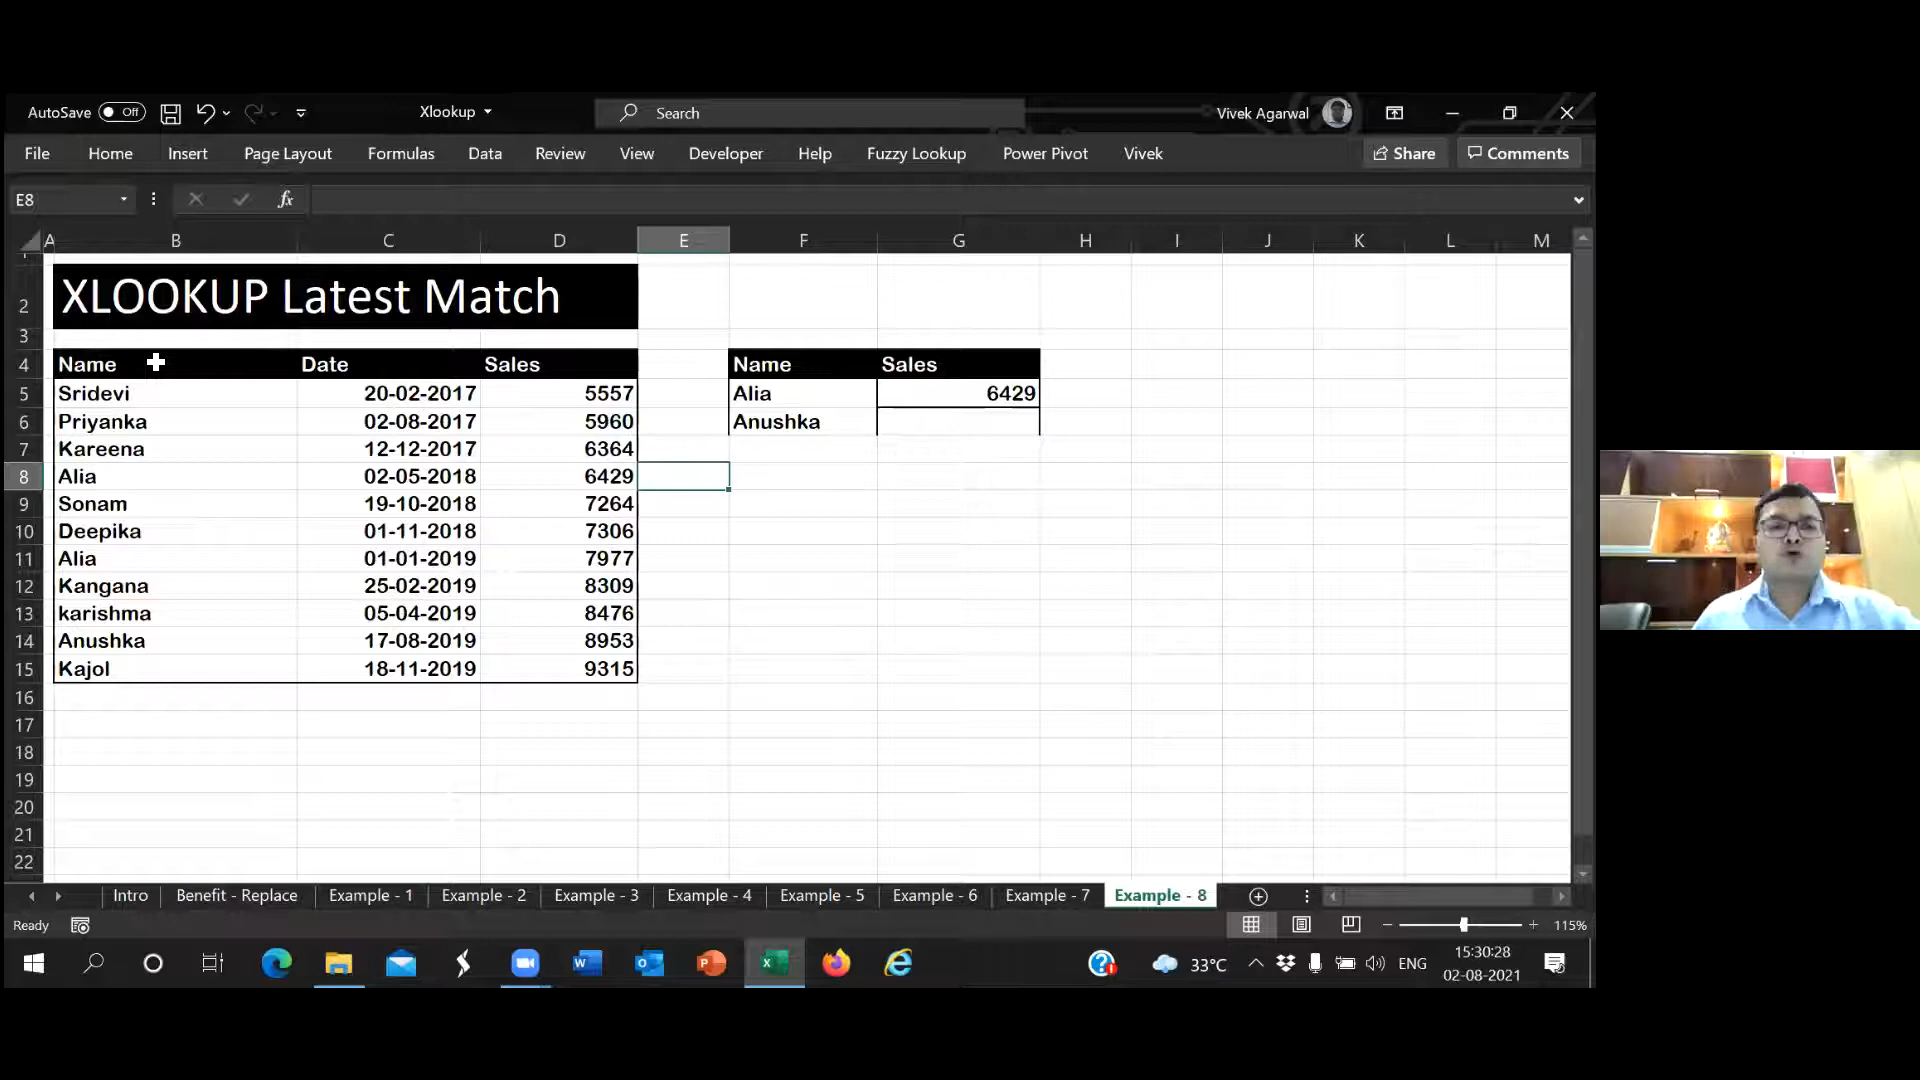 AutoSave Off Xlookup Search Vivek Agarwal
File Home Insert Page Layout Formulas Data Review View Developer Help Fuzzy Lookup Power Pivot Vivek Share Comments
E8 fx
A B C D E F G H I J K L M
2 XLOOKUP Latest Match
3
4 Name Date Sales Name Sales
5 Sridevi 20-02-2017 5557 Alia 6429
6 Priyanka 02-08-2017 5960 Anushka
7 Kareena 12-12-2017 6364
8 Alia 02-05-2018 6429
9 Sonam 19-10-2018 7264
10 Deepika 01-11-2018 7306
11 Alia 01-01-2019 7977
12 Kangana 25-02-2019 8309
13 karishma 05-04-2019 8476
14 Anushka 17-08-2019 8953
15 Kajol 18-11-2019 9315
16
17
18
19
20
21
22
Intro Benefit - Replace Example - 1 Example - 2 Example - 3 Example - 4 Example - 5 Example - 6 Example - 7 Example - 8
Ready 115%
33°C ENG 15:30:28
02-08-2021